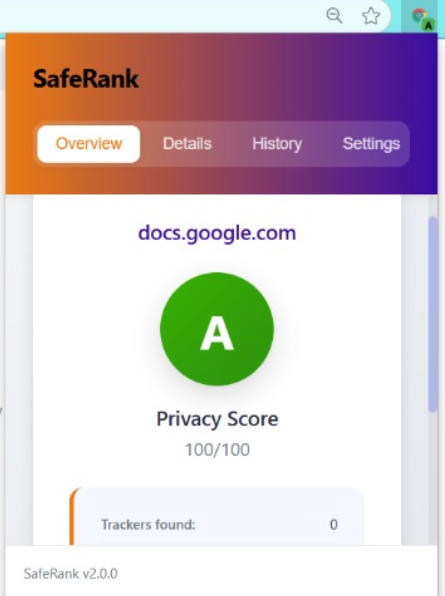 A
SafeRank
Overview Details History Settings
docs.google.com
A
Privacy Score
100/100
Trackers found: 0
SafeRank v2.0.0